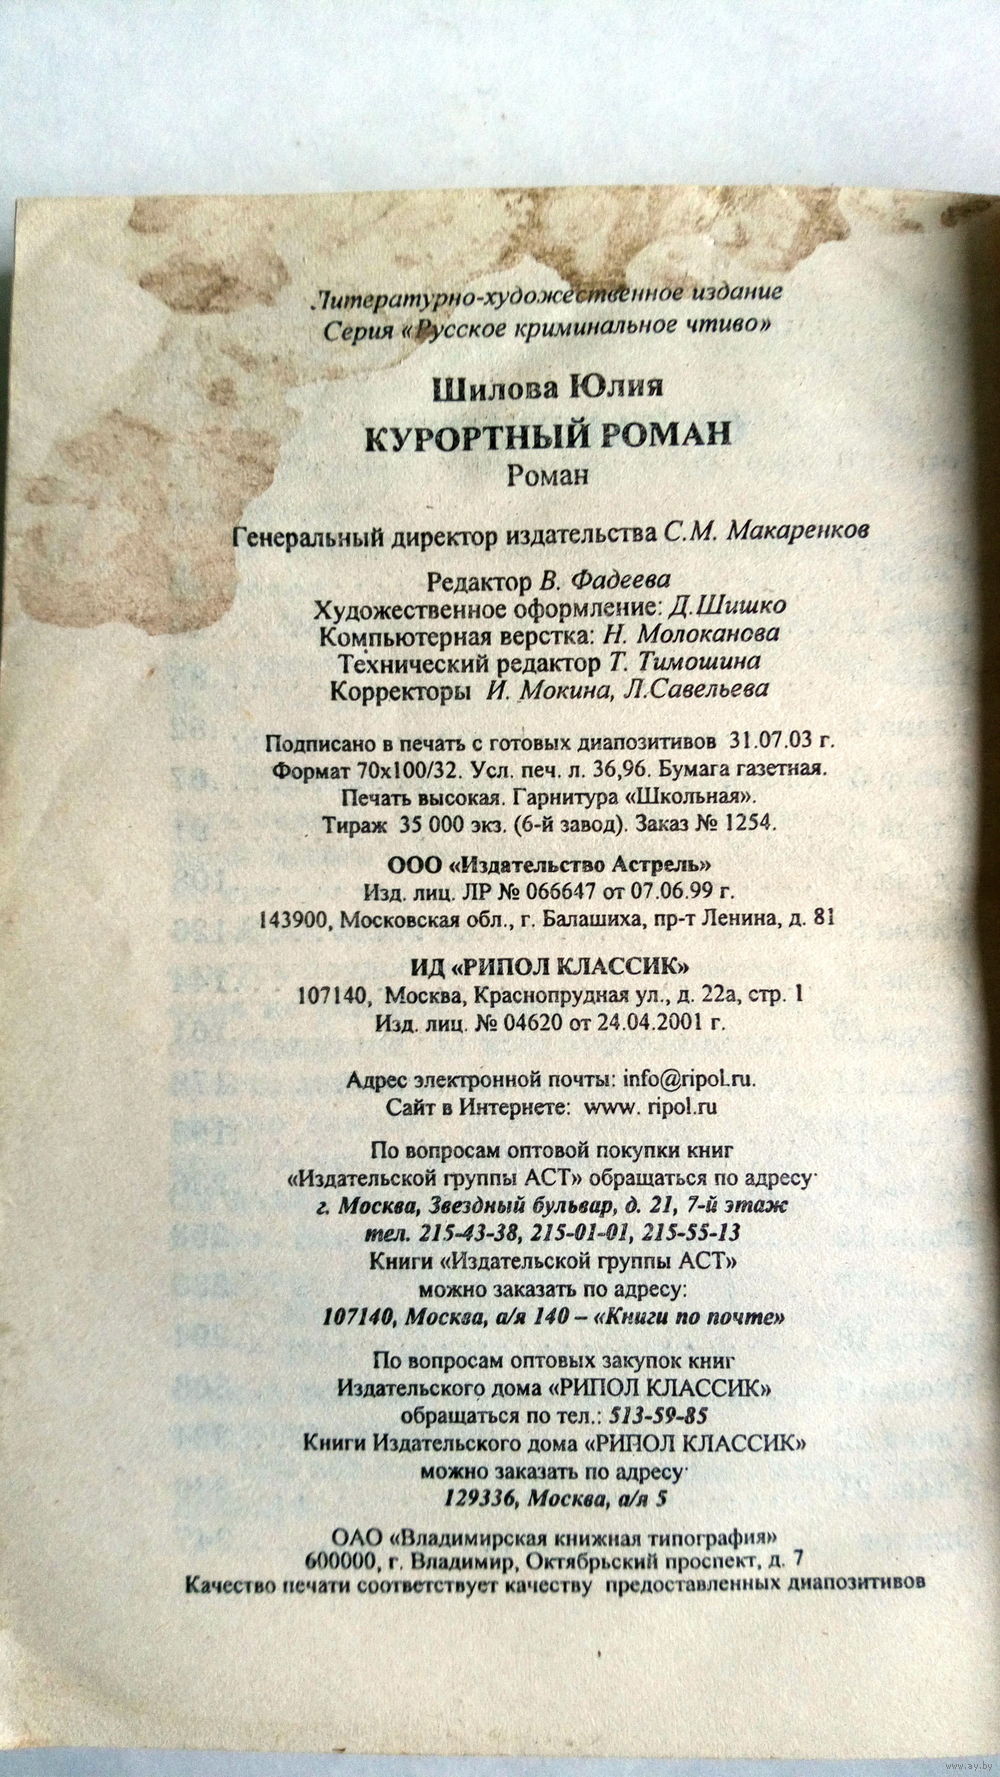 Литературно-художественное издание
Серия «Русское криминальное чтиво»
Шилова Юлия
КУРОРТНЫЙ РОМАН
Роман
Генеральный директор издательства С.М. Макаренков
Редактор В. Фадеева
Художественное оформление: Д.Шишко
Компьютерная верстка: Н. Молоканова
Технический редактор Т. Тимошина
Корректоры И. Мокина, Л.Савельева
Подписано в печать с готовых диапозитивов 31.07.03 г.
Формат 70х100/32. Усл. печ. л. 36,96. Бумага газетная.
Печать высокая. Гарнитура «Школьная».
Тираж 35 000 экз. (6-й завод). Заказ № 1254.
ООО «Издательство Астрель»
Изд. лиц. ЛР № 066647 от 07.06.99 г.
143900, Московская обл., г. Балашиха, пр-т Ленина, д. 81
ИД «РИПОЛ КЛАССИК»
107140, Москва, Краснопрудная ул., д. 22а, стр. 1
Изд. лиц. № 04620 от 24.04.2001 г.
Адрес электронной почты: info@ripol.ru.
Сайт в Интернете: www. ripol.ru
По вопросам оптовой покупки книг
«Издательской группы АСТ» обращаться по адресу:
г. Москва, Звездный бульвар, д. 21, 7-й этаж
тел. 215-43-38, 215-01-01, 215-55-13
Книги «Издательской группы АСТ»
можно заказать по адресу:
107140, Москва, а/я 140 – «Книги по почте»
По вопросам оптовых закупок книг
Издательского дома «РИПОЛ КЛАССИК»
обращаться по тел.: 513-59-85
Книги Издательского дома «РИПОЛ КЛАССИК»
можно заказать по адресу:
129336, Москва, а/я 5
ОАО «Владимирская книжная типография»
600000, г. Владимир, Октябрьский проспект, д. 7
Качество печати соответствует качеству предоставленных диапозитивов
www.ay.by